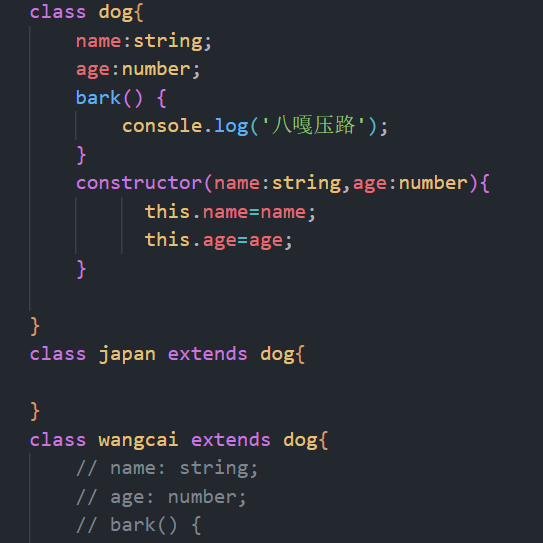 class dog{
name:string;
age:number;
bark() {
console.log('八嘎压路');
}
constructor(name:string,age:number){
this.name=name;
this.age=age;
}
}
class japan extends dog{
}
class wangcai extends dog{
// name: string;
// age: number;
// bark() {